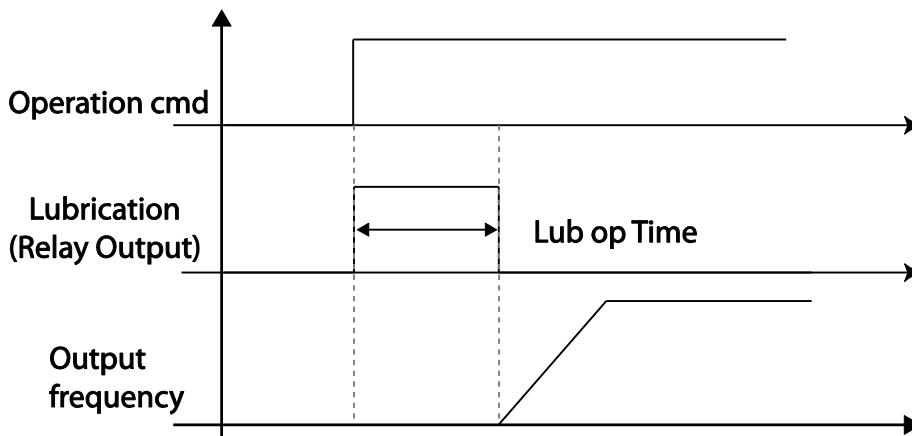 Operation cmd
Lubrication
(Relay Output)
Lub op Time
Output
frequency